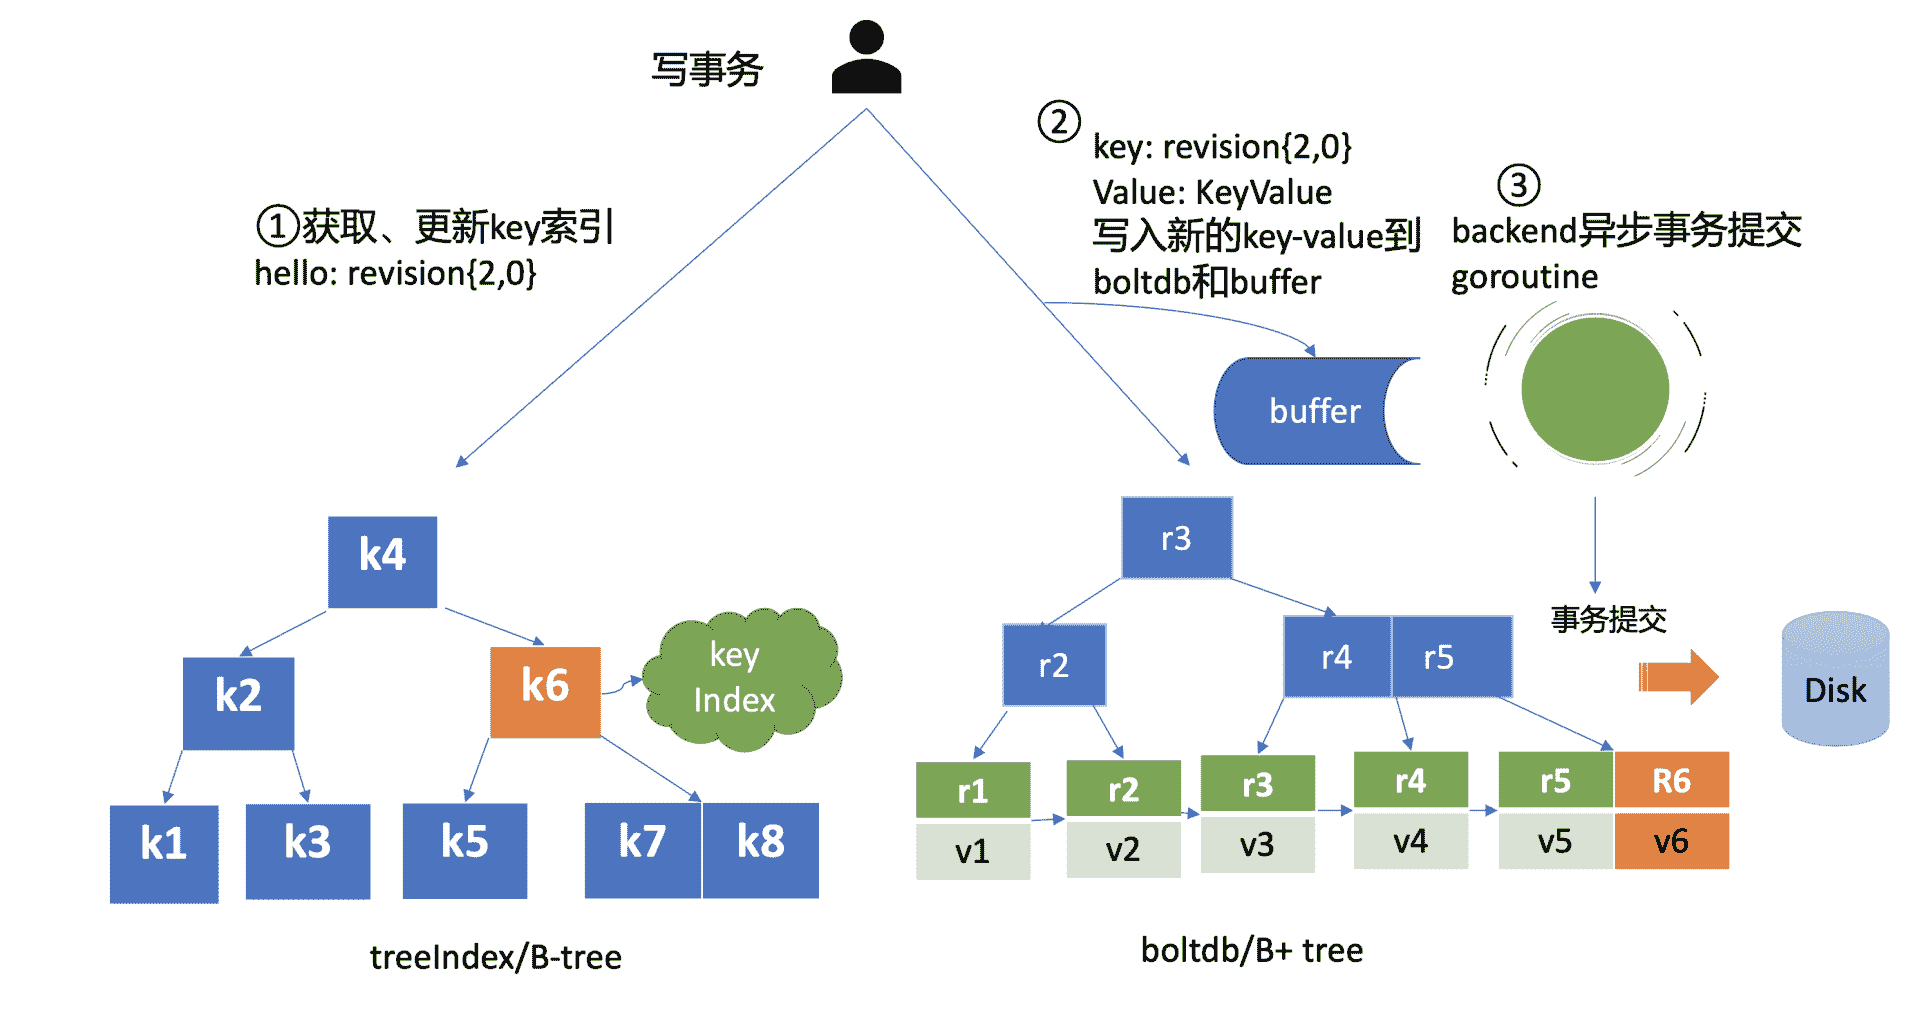 写事务
①获取、更新key索引
hello: revision{2,0}
②
key: revision{2,0}
Value: KeyValue
写入新的key-value到
boltdb和buffer
③
backend异步事务提交
goroutine
buffer
k4
k2
k6
key
Index
k1
k3
k5
k7
k8
treeIndex/B-tree
r3
r2
r4
r5
r1
r2
r3
r4
r5
R6
v1
v2
v3
v4
v5
v6
boltdb/B+ tree
事务提交
Disk